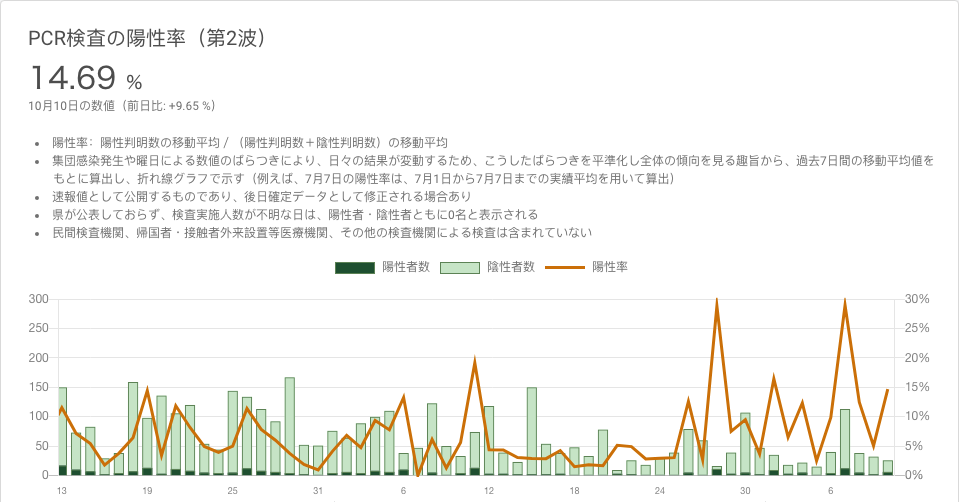 PCR検査の陽性率（第2波）
14.69 %
10月10日の数値（前日比: +9.65 %）
• 陽性率：陽性判明数の移動平均 / （陽性判明数＋陰性判明数）の移動平均
• 集団感染発生や曜日による数値のばらつきにより、日々の結果が変動するため、こうしたばらつきを平準化し全体の傾向を見る趣旨から、過去7日間の移動平均値を
もとに算出し、折れ線グラフで示す（例えば、7月7日の陽性率は、7月1日から7月7日までの実績平均を用いて算出）
• 速報値として公開するものであり、後日確定データとして修正される場合あり
• 県が公表しておらず、検査実施人数が不明な日は、陽性者・陰性者ともに0名と表示される
• 民間検査機関、帰国者・接触者外来設置等医療機関、その他の検査機関による検査は含まれていない
陽性者数 陰性者数 陽性率
300 30%
250 25%
200 20%
150 15%
100 10%
50 5%
0 0%
13 19 25 31 6 12 18 24 30 6